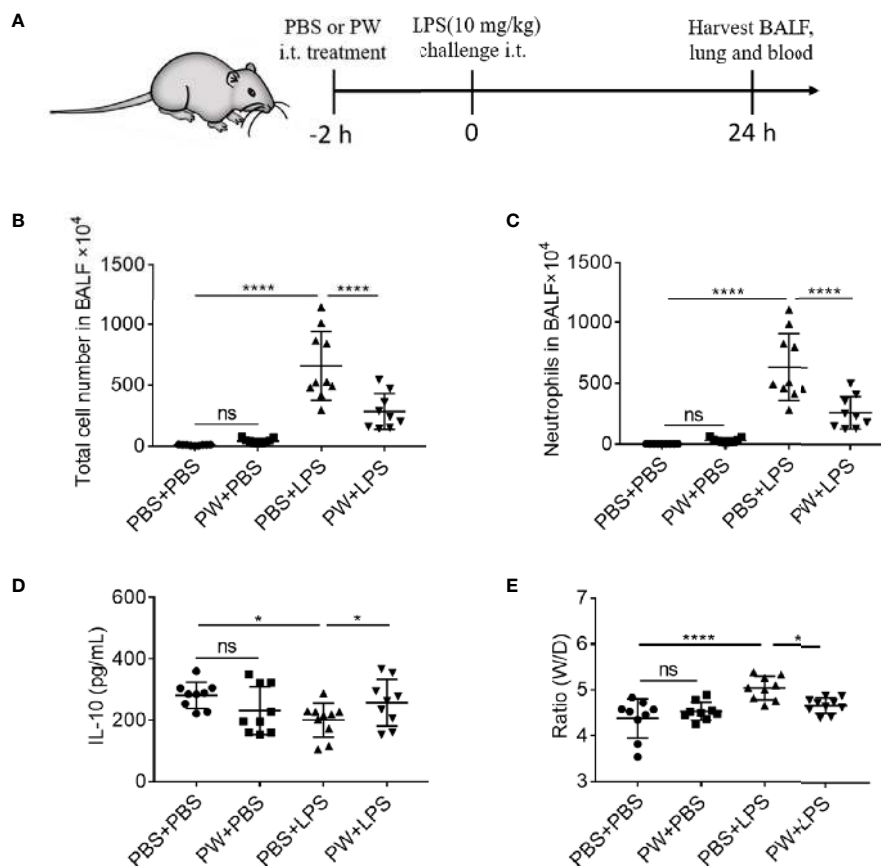 A
PBS or PW
i.t. treatment
LPS(10 mg/kg)
challenge i.t.
Harvest BALF,
lung and blood
-2 h
0
24 h
B
Total cell number in BALF ×10⁴
1500
1000
500
0
****
****
ns
PBS+PBS
PW+PBS
PBS+LPS
PW+LPS
C
Neutrophils in BALF×10⁴
1500
1000
500
0
****
****
ns
PBS+PBS
PW+PBS
PBS+LPS
PW+LPS
D
IL-10 (pg/mL)
600
400
200
0
*
*
ns
PBS+PBS
PW+PBS
PBS+LPS
PW+LPS
E
Ratio (W/D)
7
6
5
4
3
****
*
ns
PBS+PBS
PW+PBS
PBS+LPS
PW+LPS